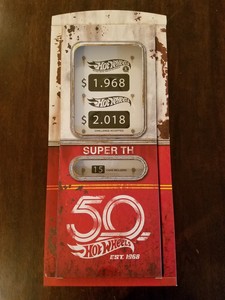 Hot Wheels
$ 1.968
Hot Wheels
$ 2.018
SUPER TH
15
50
Hot Wheels
EST. 1968